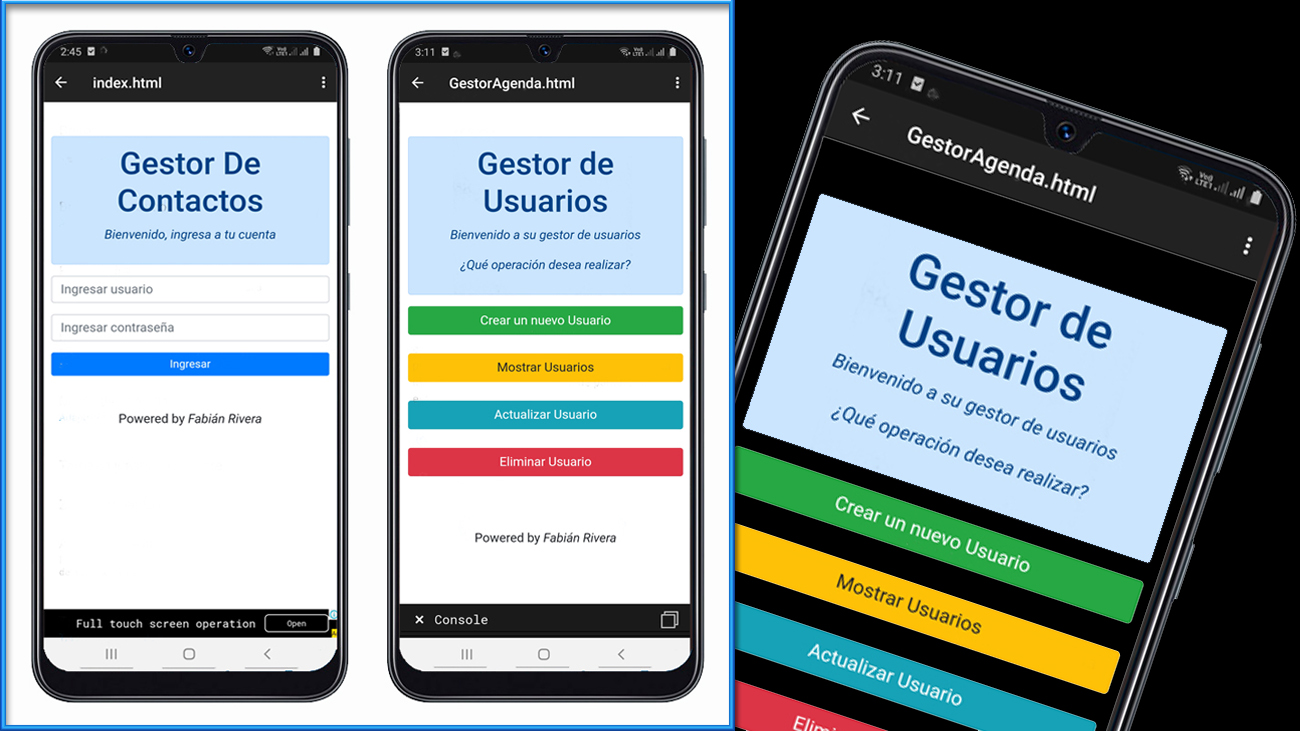 2:45
index.html
Gestor De
Contactos
Bienvenido, ingresa a tu cuenta
Ingresar usuario
Ingresar contraseña
Ingresar
Powered by Fabián Rivera
Full touch screen operation
Open
3:11
GestorAgenda.html
Gestor de
Usuarios
Bienvenido a su gestor de usuarios
¿Qué operación desea realizar?
Crear un nuevo Usuario
Mostrar Usuarios
Actualizar Usuario
Eliminar Usuario
Powered by Fabián Rivera
× Console
3:11
GestorAgenda.html
Gestor de
Usuarios
Bienvenido a su gestor de usuarios
¿Qué operación desea realizar?
Crear un nuevo Usuario
Mostrar Usuarios
Actualizar Usuario